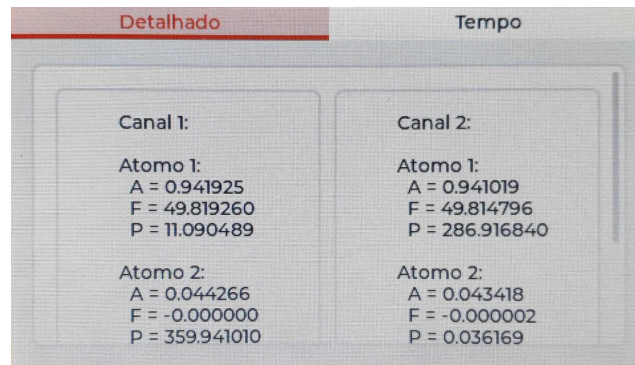 Detalhado
Tempo
Canal 1:
Atomo 1:
A = 0.941925
F = 49.819260
P = 11.090489
Atomo 2:
A = 0.044266
F = -0.000000
P = 359.941010
Canal 2:
Atomo 1:
A = 0.941019
F = 49.814796
P = 286.916840
Atomo 2:
A = 0.043418
F = -0.000002
P = 0.036169